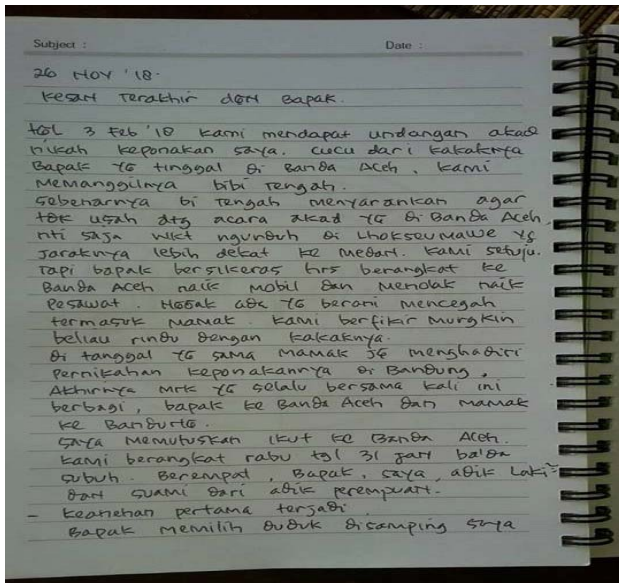 Subject :
Date :
26 NOV '18.
Kesan Terakhir dari Bapak.
tgl 3 Feb '18 kami mendapat undangan akad
nikah keponakan saya. cucu dari kakaknya
Bapak yg tinggal di Banda Aceh, kami
memanggilnya bibi Tengah.
Sebenarnya bi Tengah menyarankan agar
tdk usah dtg acara akad yg di Banda Aceh,
nti saja wkt ngunduh di Lhokseumawe yg
jaraknya lebih dekat ke Medan. Kami setuju.
Tapi bapak bersikeras hrs berangkat ke
Banda Aceh naik mobil dan menolak naik
pesawat. Nggak ada yg berani mencegah
termasuk Mamak. Kami berfikir mungkin
beliau rindu dengan kakaknya.
Di tanggal yg sama Mamak jg menghadiri
pernikahan keponakannya di Bandung.
Akhirnya mrk yg selalu bersama kali ini
berbagi, bapak ke Banda Aceh dan mamak
ke Bandung.
Saya memutuskan ikut ke Banda Aceh.
Kami berangkat rabu tgl 31 jan ba'da
subuh. Berempat, Bapak, saya, adik laki²
dan suami dari adik perempuan.
- Keanehan pertama terjadi.
Bapak memilih duduk disamping saya